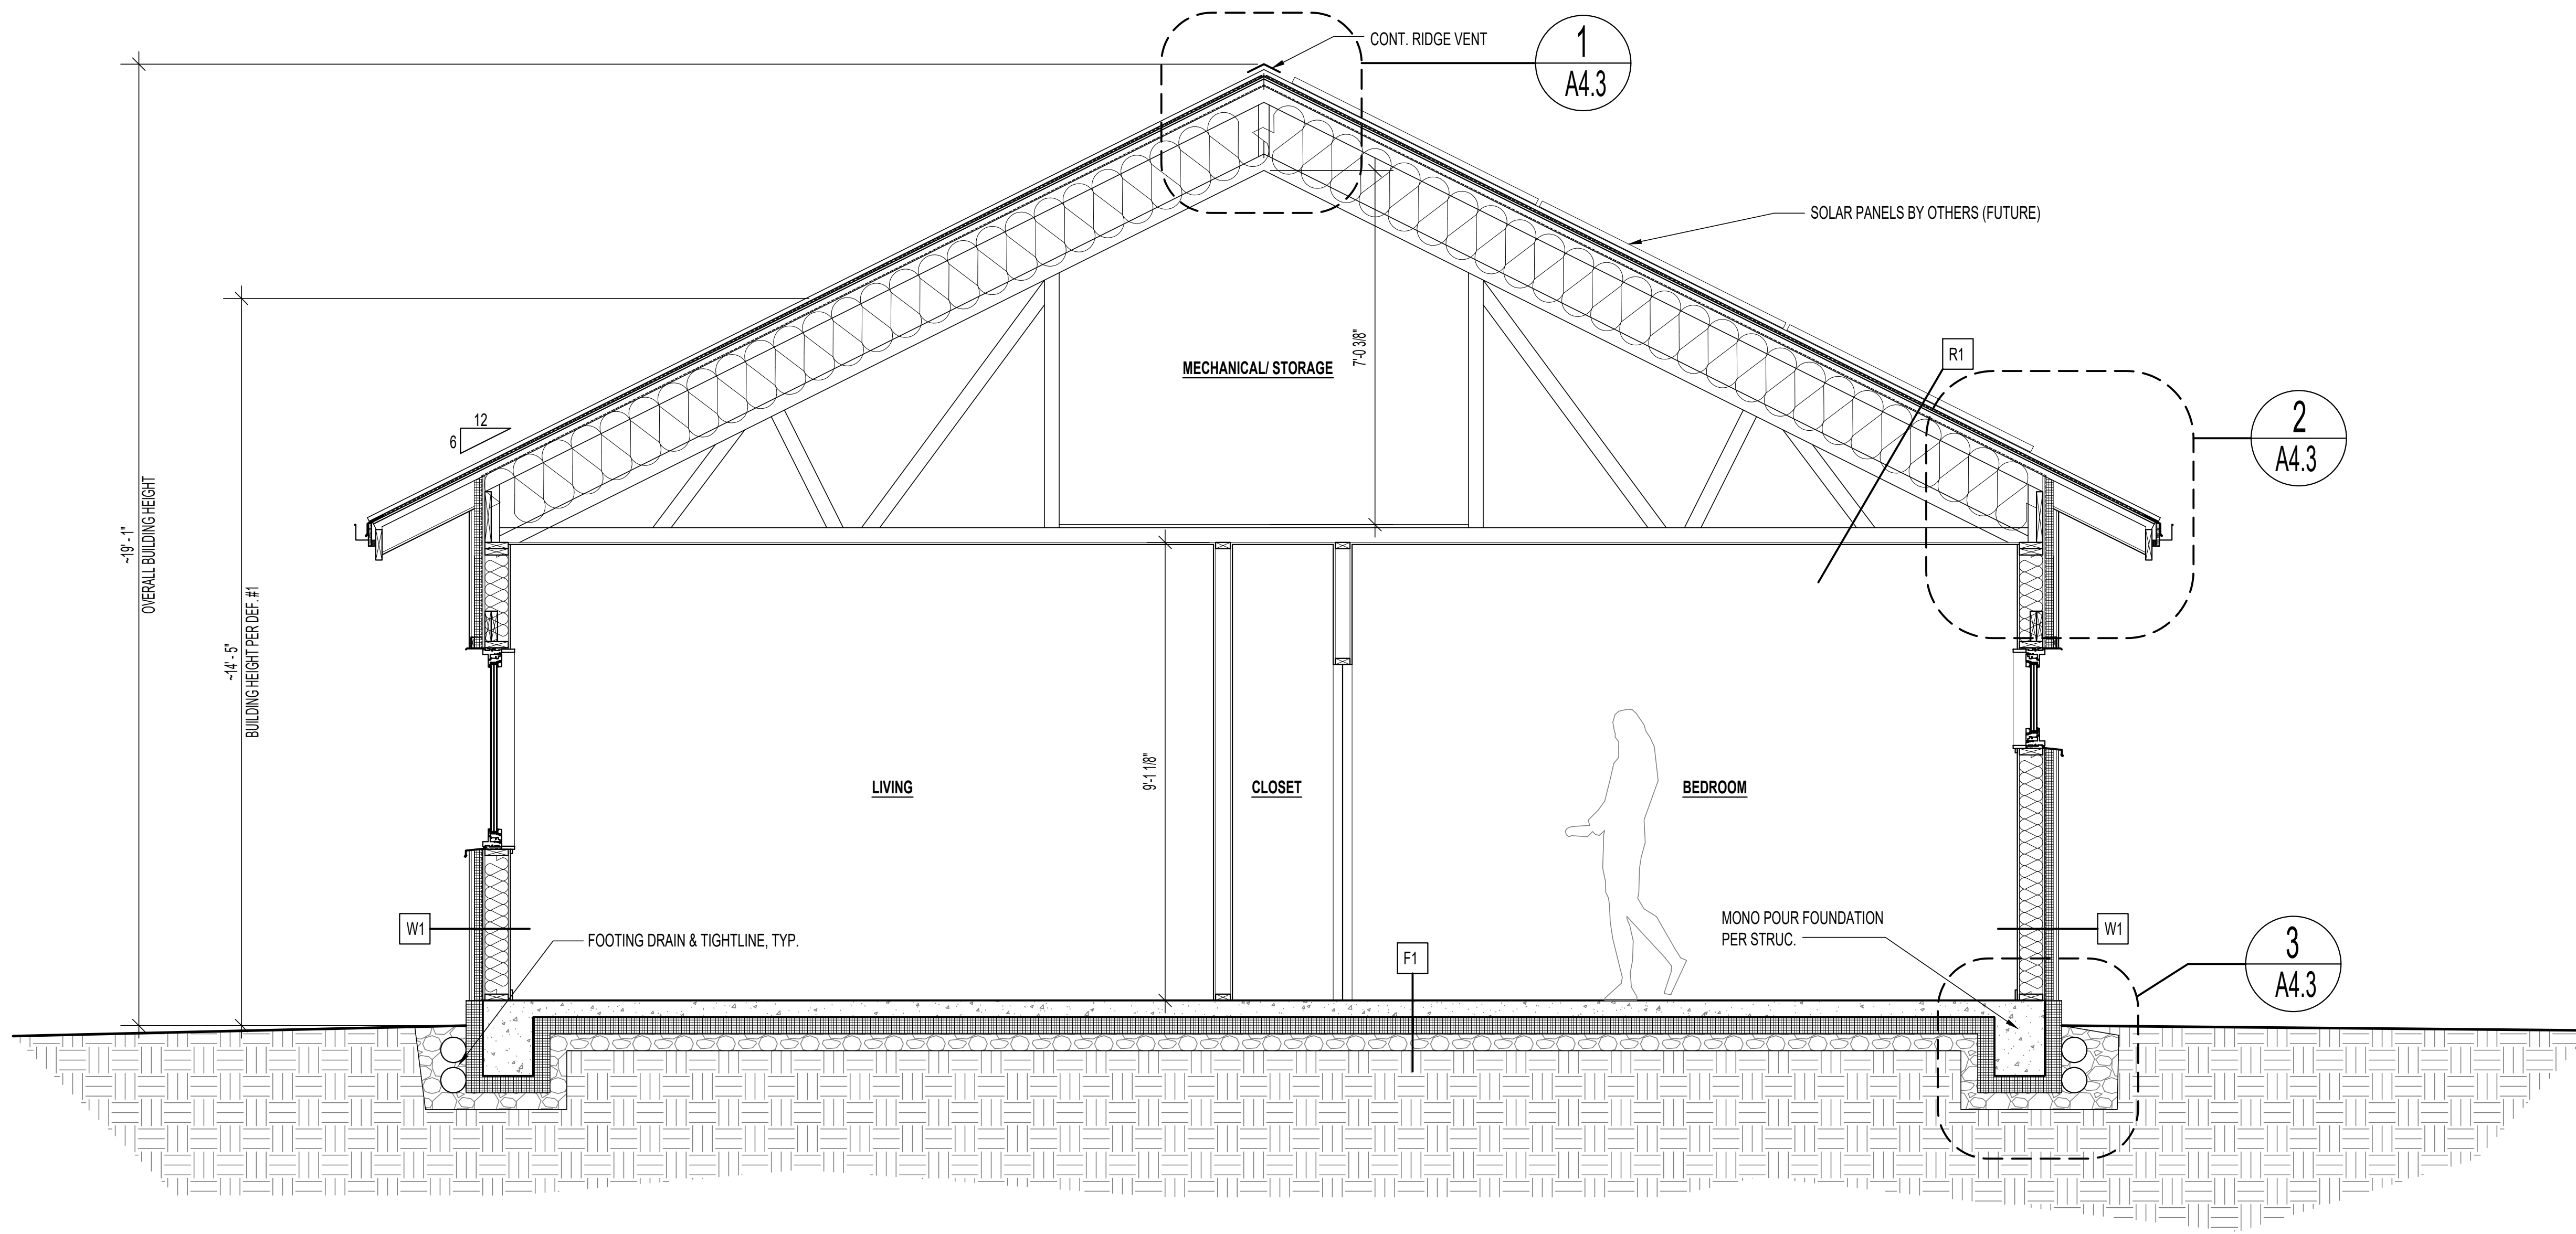 CONT. RIDGE VENT
1
A4.3
SOLAR PANELS BY OTHERS (FUTURE)
R1
MECHANICAL/ STORAGE
7'-0 3/8"
12
6
2
A4.3
~19' - 1"
OVERALL BUILDING HEIGHT
~14' - 5"
BUILDING HEIGHT PER DEF. #1
9'-1 1/8"
LIVING
CLOSET
BEDROOM
W1
FOOTING DRAIN & TIGHTLINE, TYP.
F1
MONO POUR FOUNDATION
PER STRUC.
W1
3
A4.3